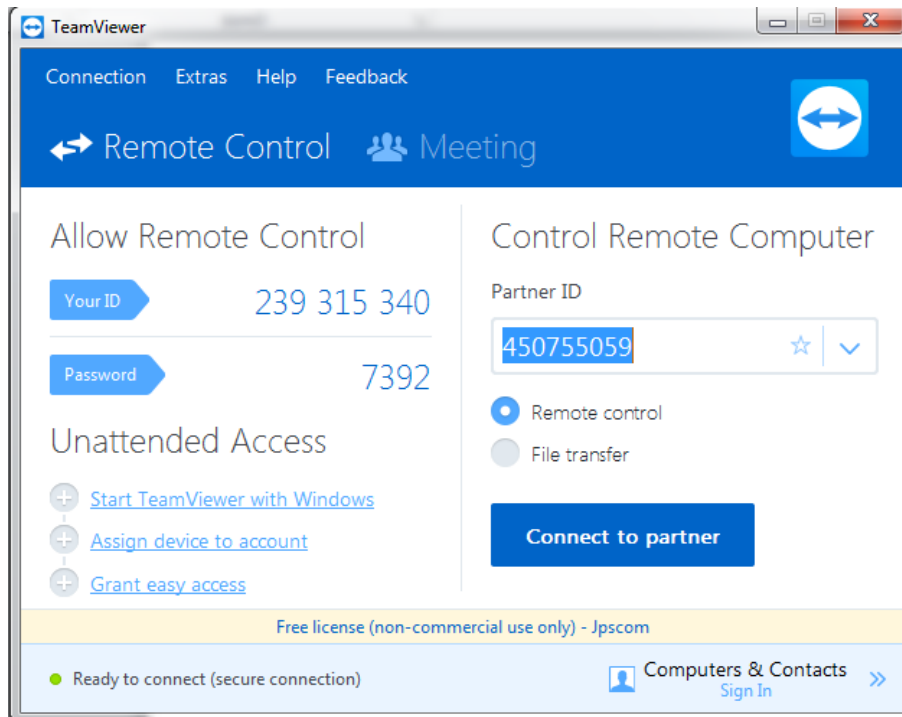 TeamViewer
Connection Extras Help Feedback
Remote Control Meeting
Allow Remote Control
Your ID 239 315 340
Password 7392
Unattended Access
Start TeamViewer with Windows
Assign device to account
Grant easy access
Control Remote Computer
Partner ID
450755059
Remote control
File transfer
Connect to partner
Free license (non-commercial use only) - Jpscom
Ready to connect (secure connection)
Computers & Contacts
Sign In